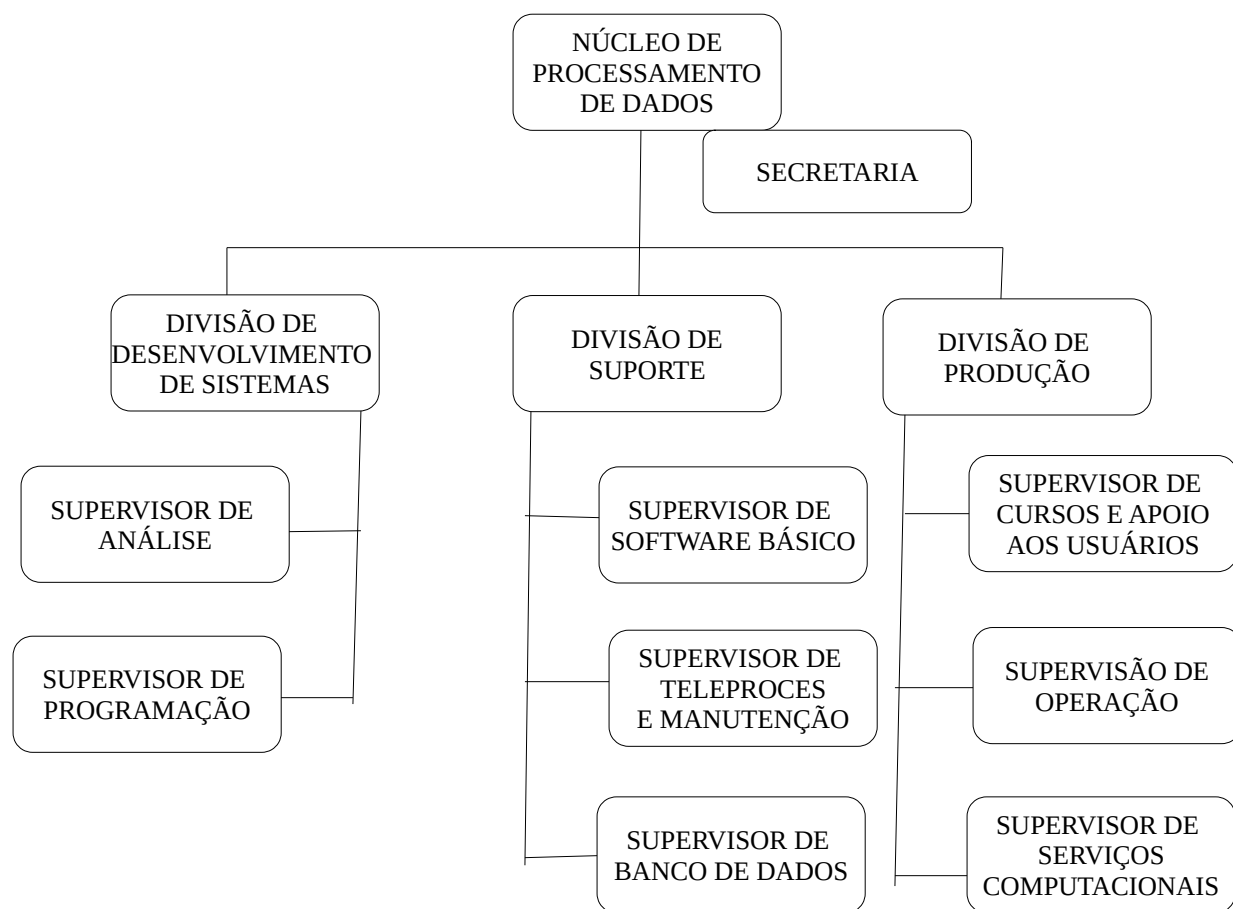 NÚCLEO DE
PROCESSAMENTO
DE DADOS
SECRETARIA
DIVISÃO DE
DESENVOLVIMENTO
DE SISTEMAS
DIVISÃO DE
SUPORTE
DIVISÃO DE
PRODUÇÃO
SUPERVISOR DE
ANÁLISE
SUPERVISOR DE
PROGRAMAÇÃO
SUPERVISOR DE
SOFTWARE BÁSICO
SUPERVISOR DE
TELEPROCES
E MANUTENÇÃO
SUPERVISOR DE
BANCO DE DADOS
SUPERVISOR DE
CURSOS E APOIO
AOS USUÁRIOS
SUPERVISÃO DE
OPERAÇÃO
SUPERVISOR DE
SERVIÇOS
COMPUTACIONAIS